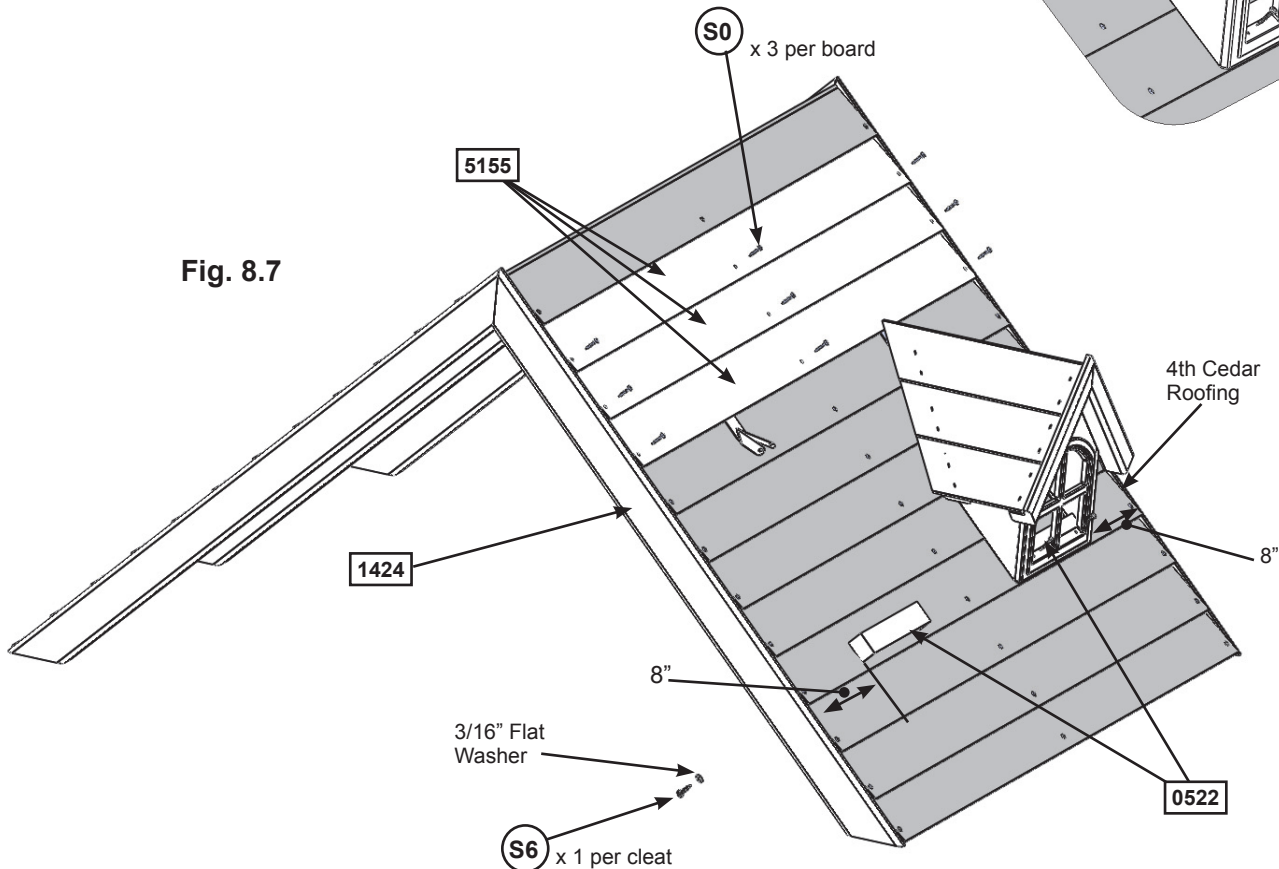 S0
x 3 per board
5155
Fig. 8.7
4th Cedar
Roofing
1424
8”
8”
3/16” Flat
Washer
0522
S6
x 1 per cleat